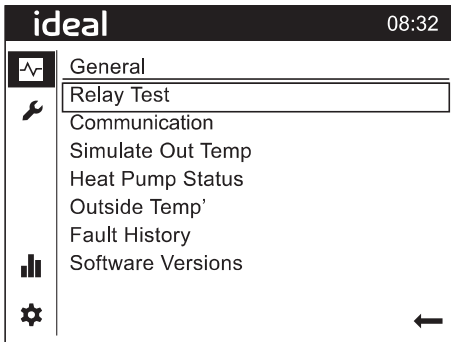 ideal 08:32
General
Relay Test
Communication
Simulate Out Temp
Heat Pump Status
Outside Temp'
Fault History
Software Versions